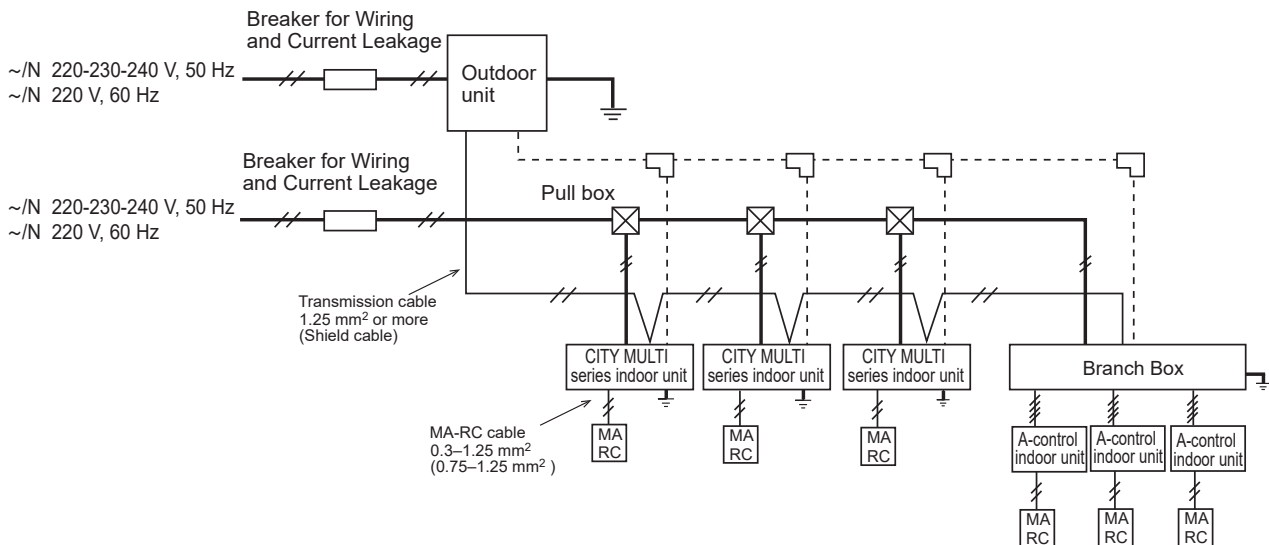 Breaker for Wiring
and Current Leakage
~/N 220-230-240 V, 50 Hz
~/N 220 V, 60 Hz
Outdoor
unit
Breaker for Wiring
and Current Leakage
~/N 220-230-240 V, 50 Hz
~/N 220 V, 60 Hz
Pull box
Transmission cable
1.25 mm² or more
(Shield cable)
CITY MULTI
series indoor unit
CITY MULTI
series indoor unit
CITY MULTI
series indoor unit
Branch Box
MA-RC cable
0.3–1.25 mm²
(0.75–1.25 mm² )
MA
RC
MA
RC
MA
RC
A-control
indoor unit
A-control
indoor unit
A-control
indoor unit
MA
RC
MA
RC
MA
RC